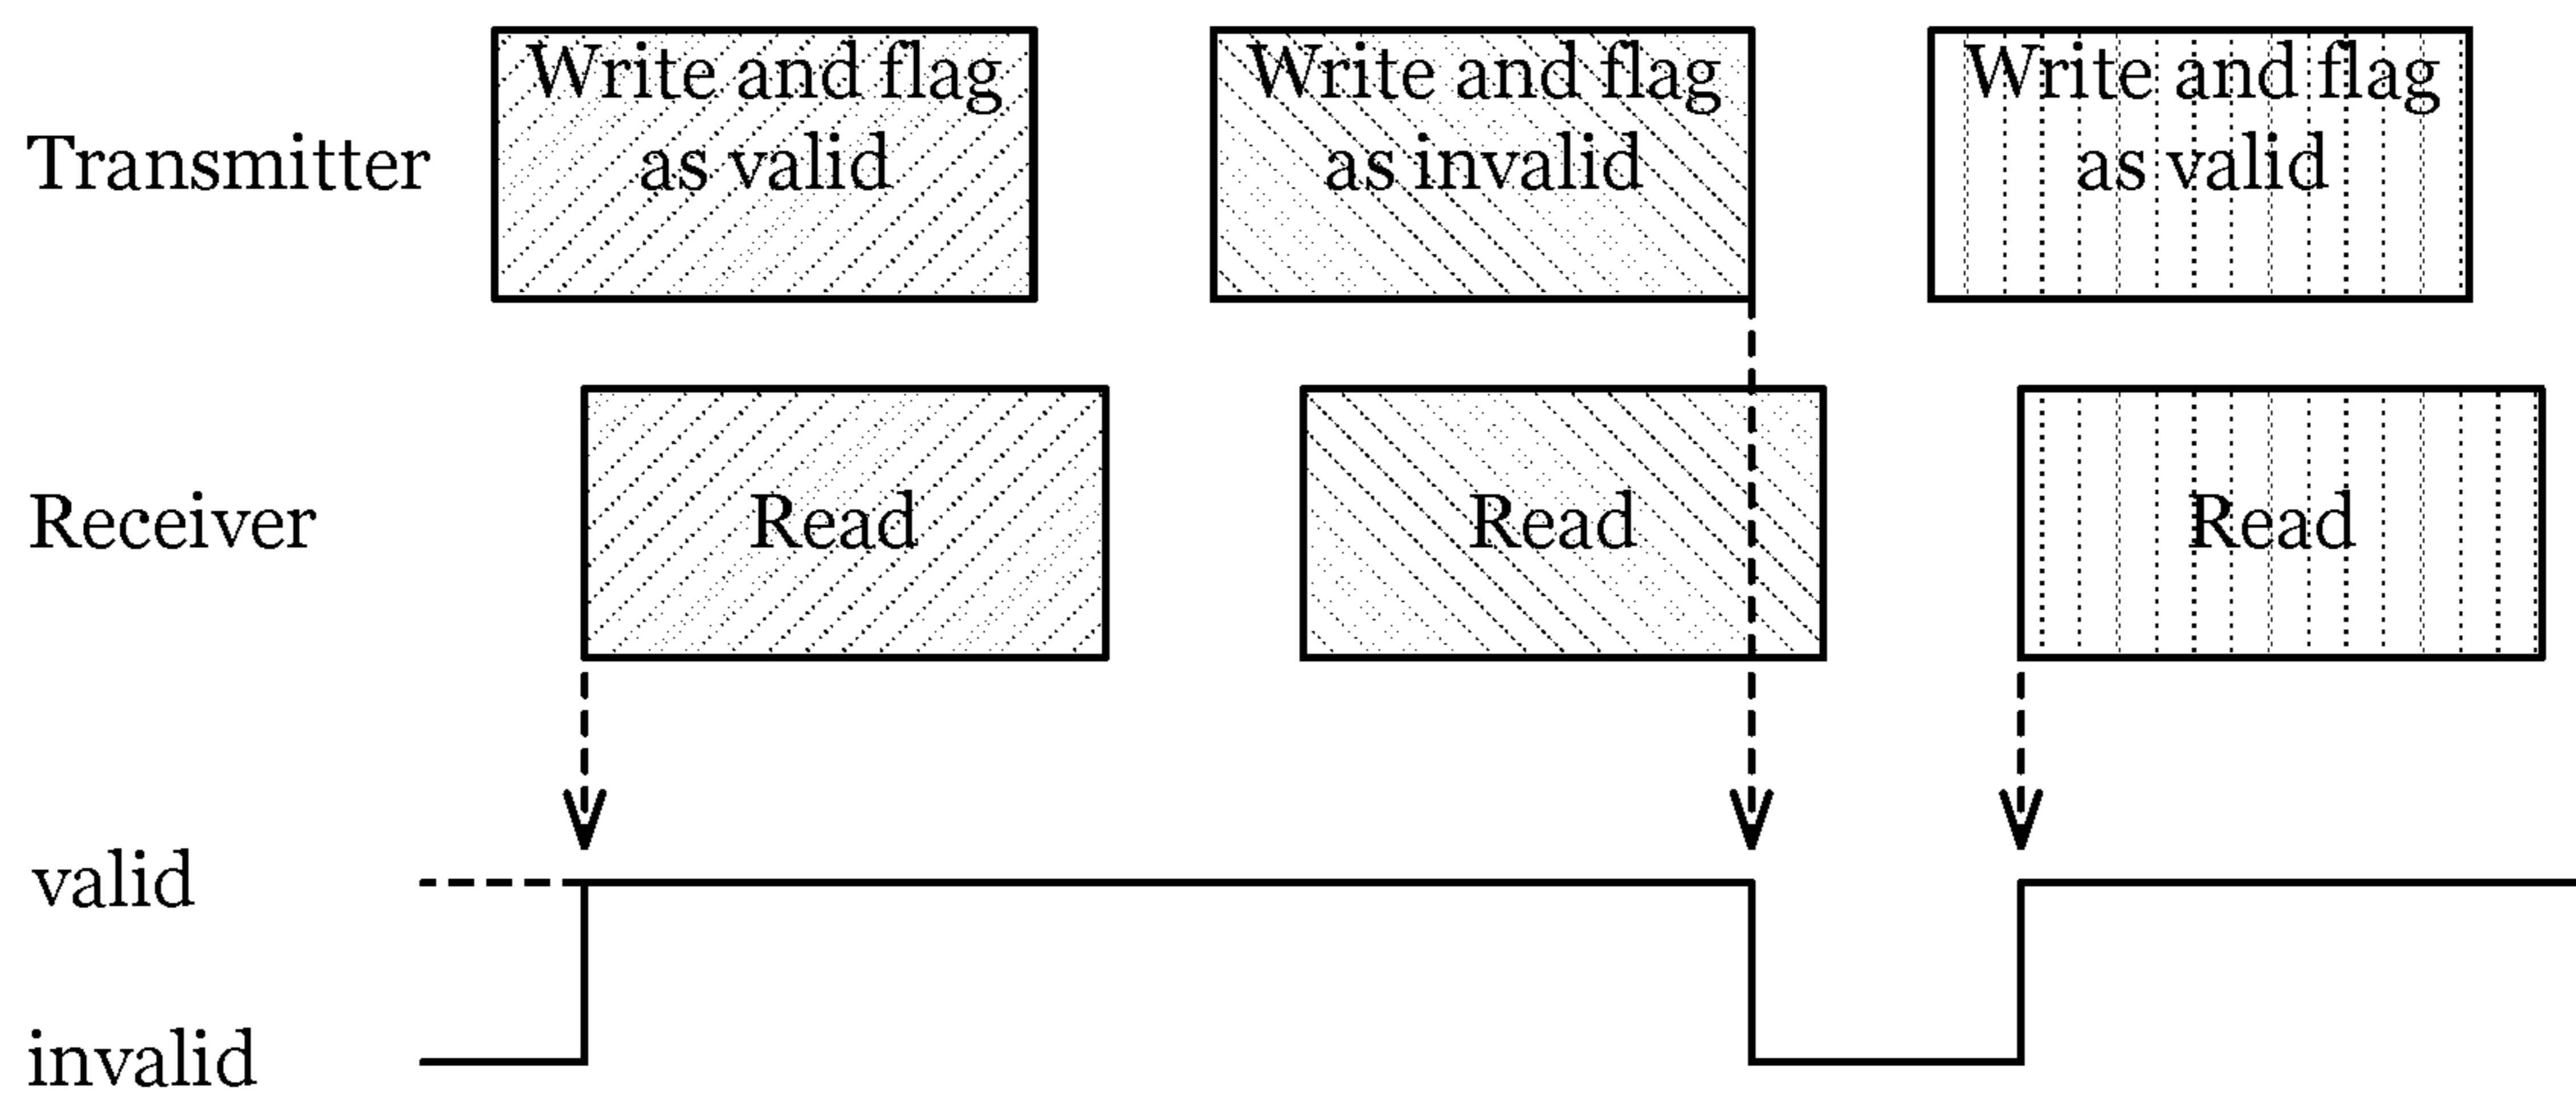 Transmitter
Write and flag
as valid
Write and flag
as invalid
Write and flag
as valid
Receiver
Read
Read
Read
valid
invalid